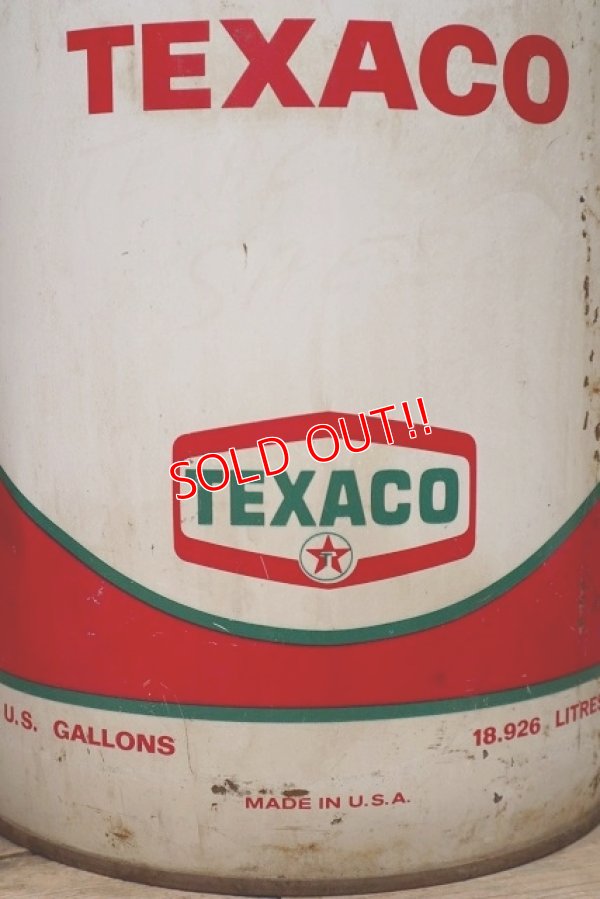 TEXACO
SOLD OUT!!
TEXACO
T
U.S. GALLONS
18.926 LITRES
MADE IN U.S.A.